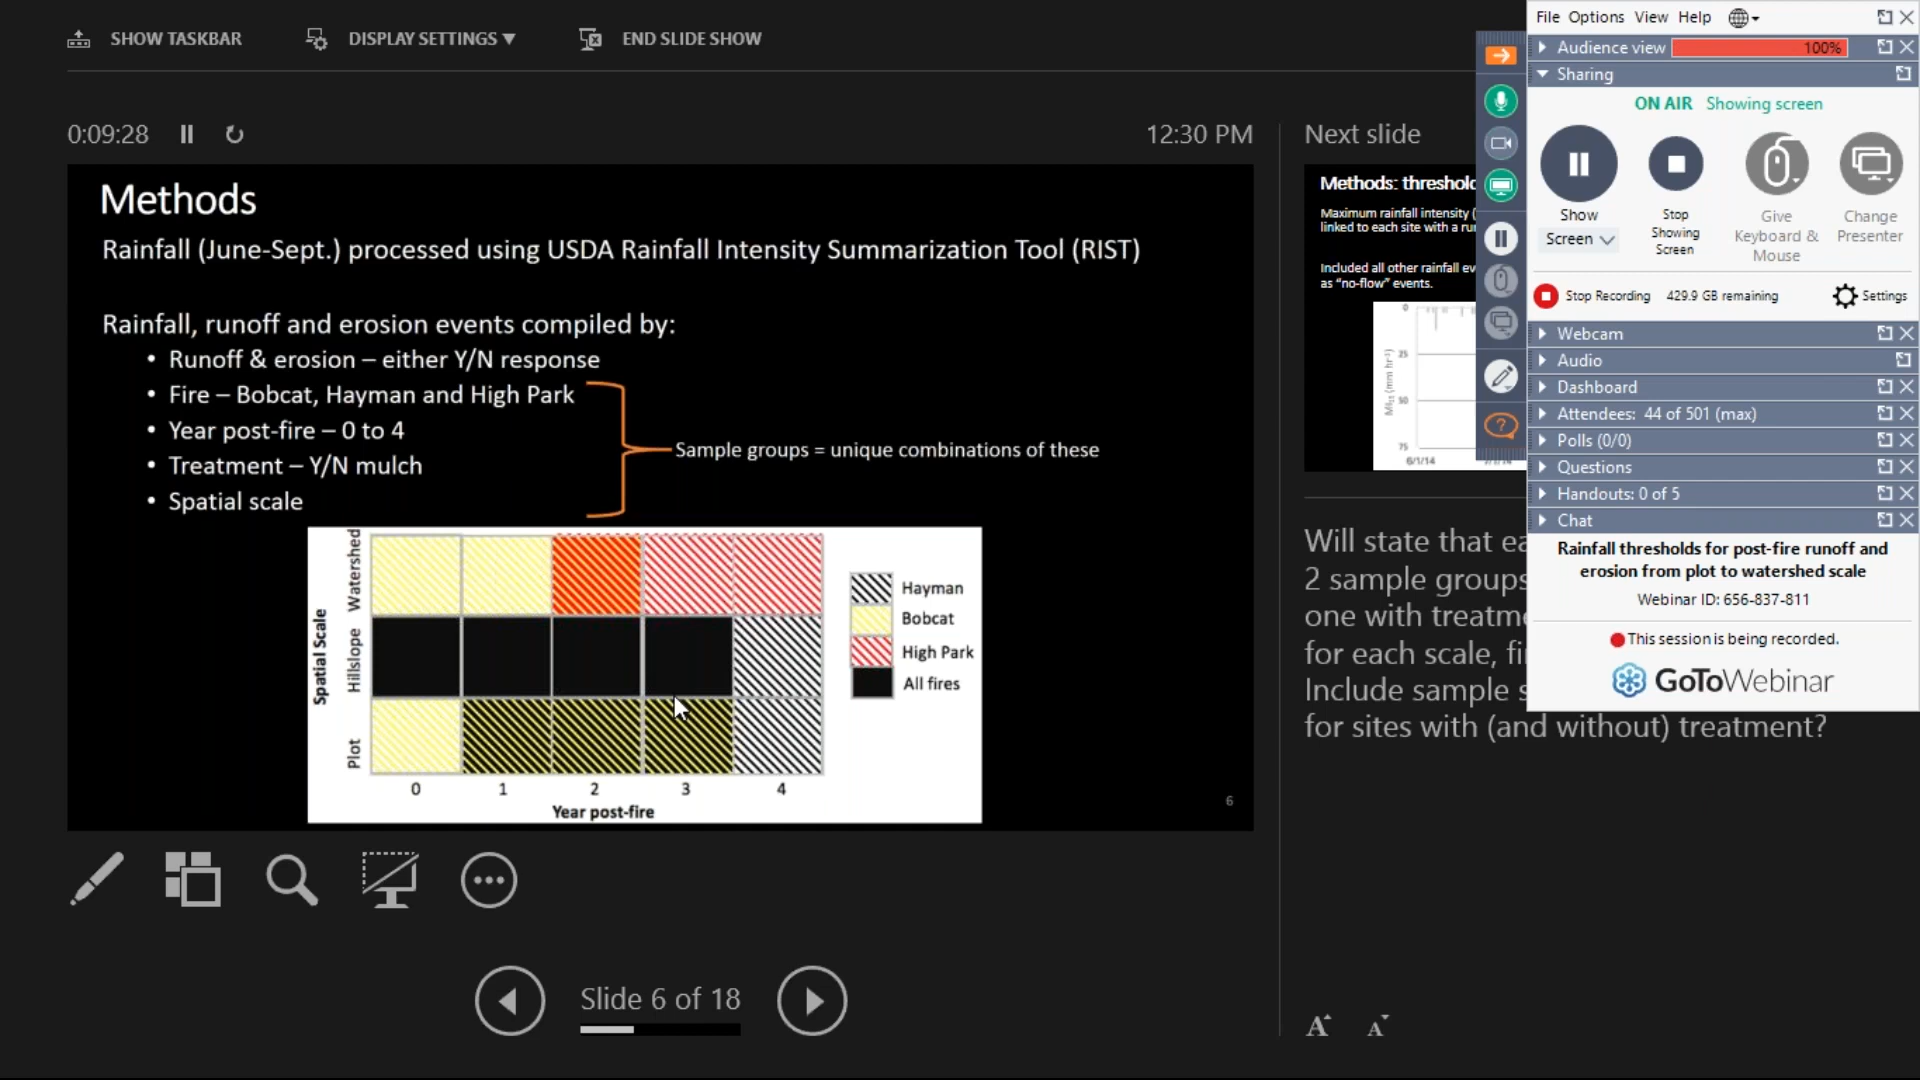 SHOW TASKBAR
DISPLAY SETTINGS ▼
END SLIDE SHOW
0:09:28
12:30 PM
Methods
Rainfall (June-Sept.) processed using USDA Rainfall Intensity Summarization Tool (RIST)
Rainfall, runoff and erosion events compiled by:
• Runoff & erosion – either Y/N response
• Fire – Bobcat, Hayman and High Park
• Year post-fire – 0 to 4
• Treatment – Y/N mulch
• Spatial scale
Sample groups = unique combinations of these
Spatial Scale
Watershed
Hillslope
Plot
0 1 2 3 4
Year post-fire
Hayman
Bobcat
High Park
All fires
6
Slide 6 of 18
Next slide
Methods: threshol
Maximum rainfall intensity (
linked to each site with a ru
Included all other rainfall ev
as "no-flow" events.
MI₁₅ (mm hr⁻¹)
0
25
50
75
6/1/14
Will state that ea
2 sample groups
one with treatme
for each scale, fi
Include sample s
for sites with (and without) treatment?
A A
File Options View Help
Audience view 100%
Sharing
ON AIR Showing screen
Show
Screen
Stop
Showing
Screen
Give
Keyboard &
Mouse
Change
Presenter
Stop Recording 429.9 GB remaining Settings
Webcam
Audio
Dashboard
Attendees: 44 of 501 (max)
Polls (0/0)
Questions
Handouts: 0 of 5
Chat
Rainfall thresholds for post-fire runoff and
erosion from plot to watershed scale
Webinar ID: 656-837-811
This session is being recorded.
GoToWebinar